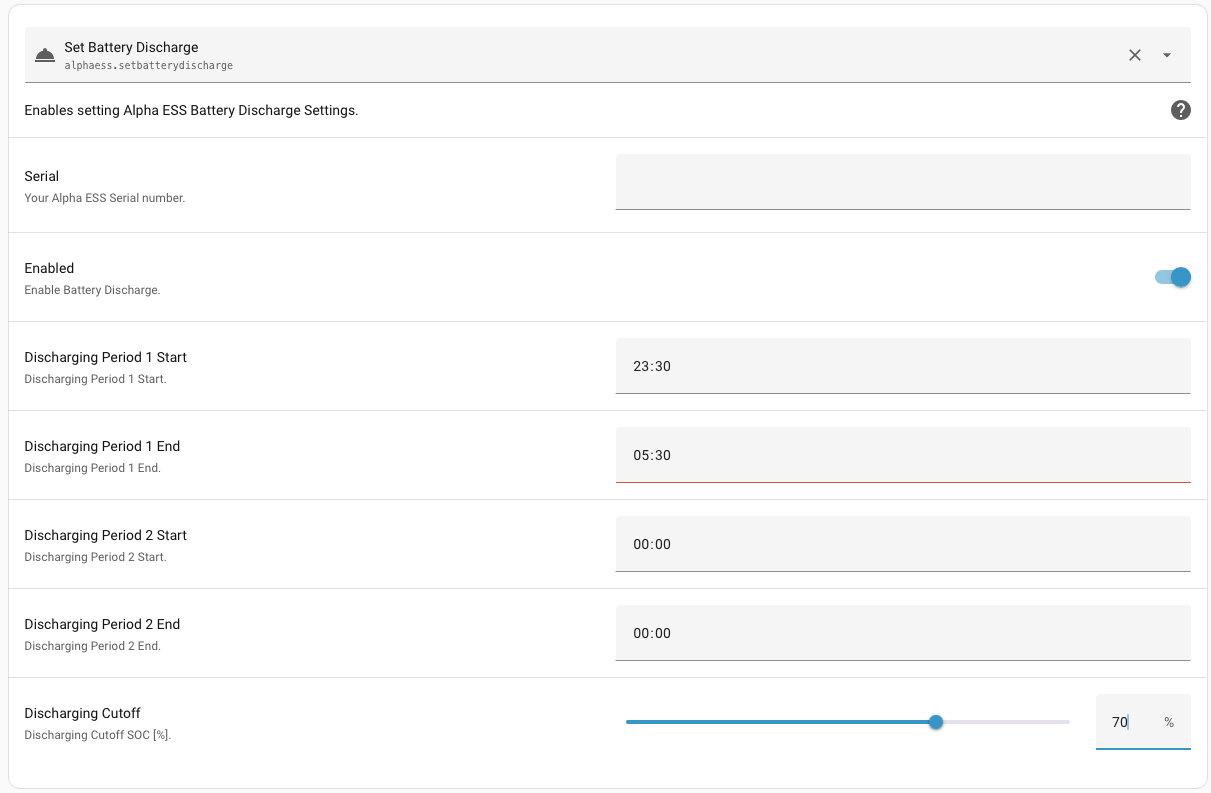 Set Battery Discharge
alphaess.setbatterydischarge
Enables setting Alpha ESS Battery Discharge Settings.
Serial
Your Alpha ESS Serial number.
Enabled
Enable Battery Discharge.
Discharging Period 1 Start
Discharging Period 1 Start.
23:30
Discharging Period 1 End
Discharging Period 1 End.
05:30
Discharging Period 2 Start
Discharging Period 2 Start.
00:00
Discharging Period 2 End
Discharging Period 2 End.
00:00
Discharging Cutoff
Discharging Cutoff SOC [%].
70 %